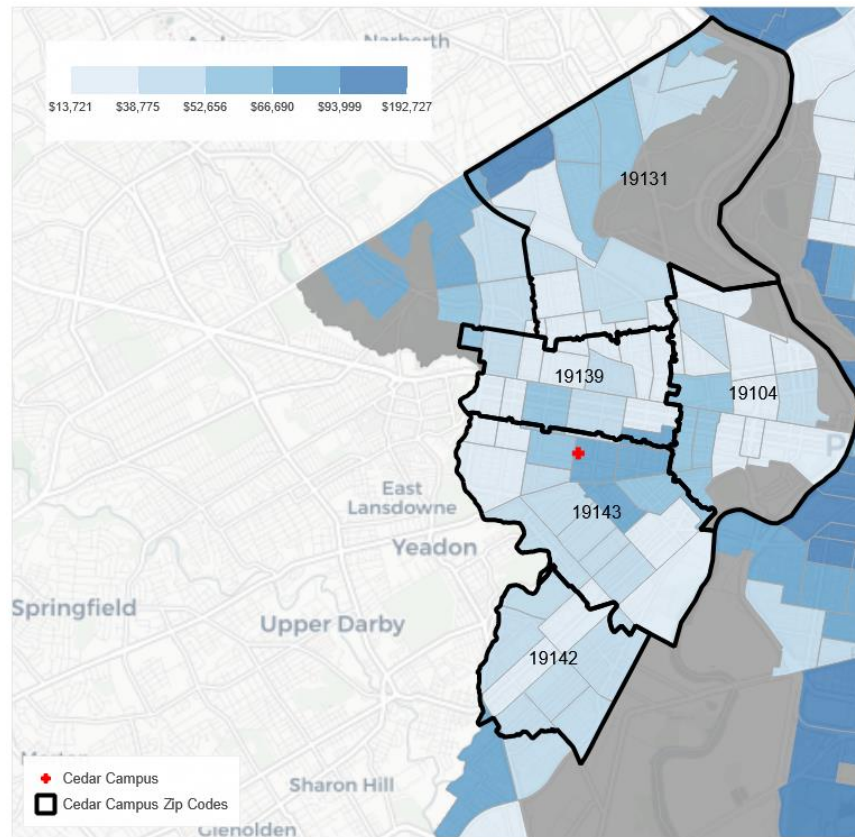 Narberth
$13,721 $38,775 $52,656 $66,690 $93,999 $192,727
19131
19139
19104
East
Lansdowne
19143
Yeadon
Springfield
Upper Darby
19142
Cedar Campus
Sharon Hill
Cedar Campus Zip Codes
Glenolden